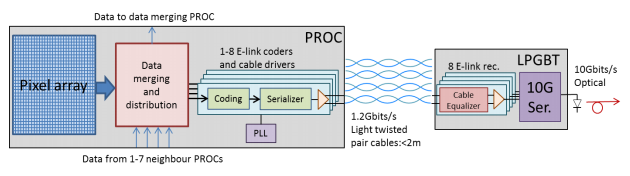 Data to data merging PROC
PROC
Pixel array
Data
merging
and
distribution
1-8 E-link coders
and cable drivers
Coding
Serializer
PLL
Data from 1-7 neighbour PROCs
1.2Gbits/s
Light twisted
pair cables:<2m
LPGBT
8 E-link rec.
Cable
Equalizer
10G
Ser.
10Gbits/s
Optical